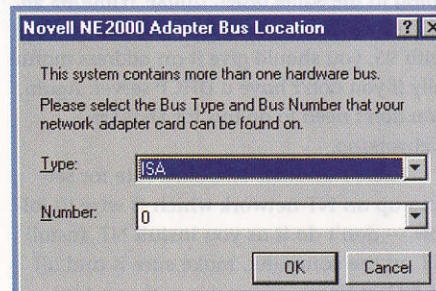 Novell NE2000 Adapter Bus Location
This system contains more than one hardware bus.
Please select the Bus Type and Bus Number that your
network adapter card can be found on.
Type: ISA
Number: 0
OK Cancel